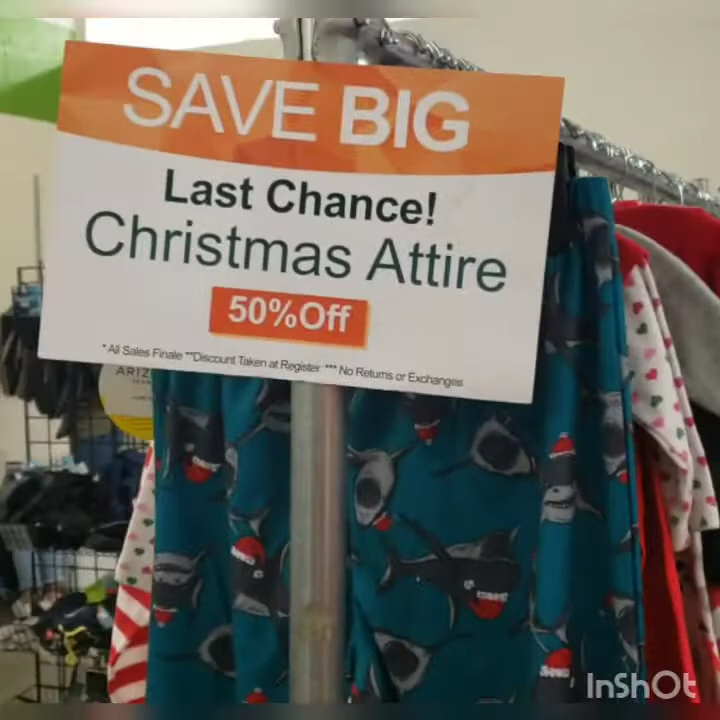 SAVE BIG
Last Chance!
Christmas Attire
50%Off
* All Sales Finale **Discount Taken at Register *** No Returns or Exchanges
ARIZ
InShOt